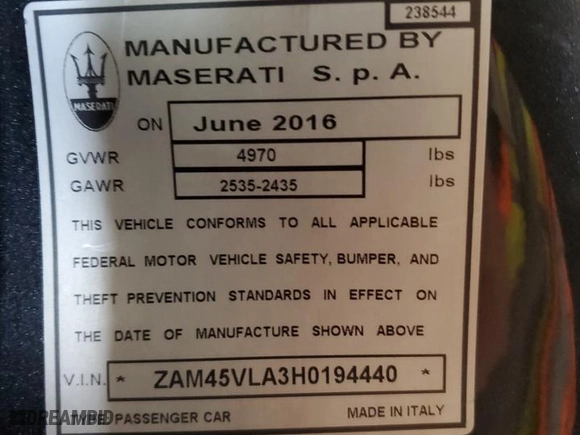 238544
MANUFACTURED BY
MASERATI S. p. A.
MASERATI
ON June 2016
GVWR 4970 lbs
GAWR 2535-2435 lbs
THIS VEHICLE CONFORMS TO ALL APPLICABLE
FEDERAL MOTOR VEHICLE SAFETY, BUMPER, AND
THEFT PREVENTION STANDARDS IN EFFECT ON
THE DATE OF MANUFACTURE SHOWN ABOVE
V.I.N. * ZAM45VLA3H0194440 *
PASSENGER CAR MADE IN ITALY